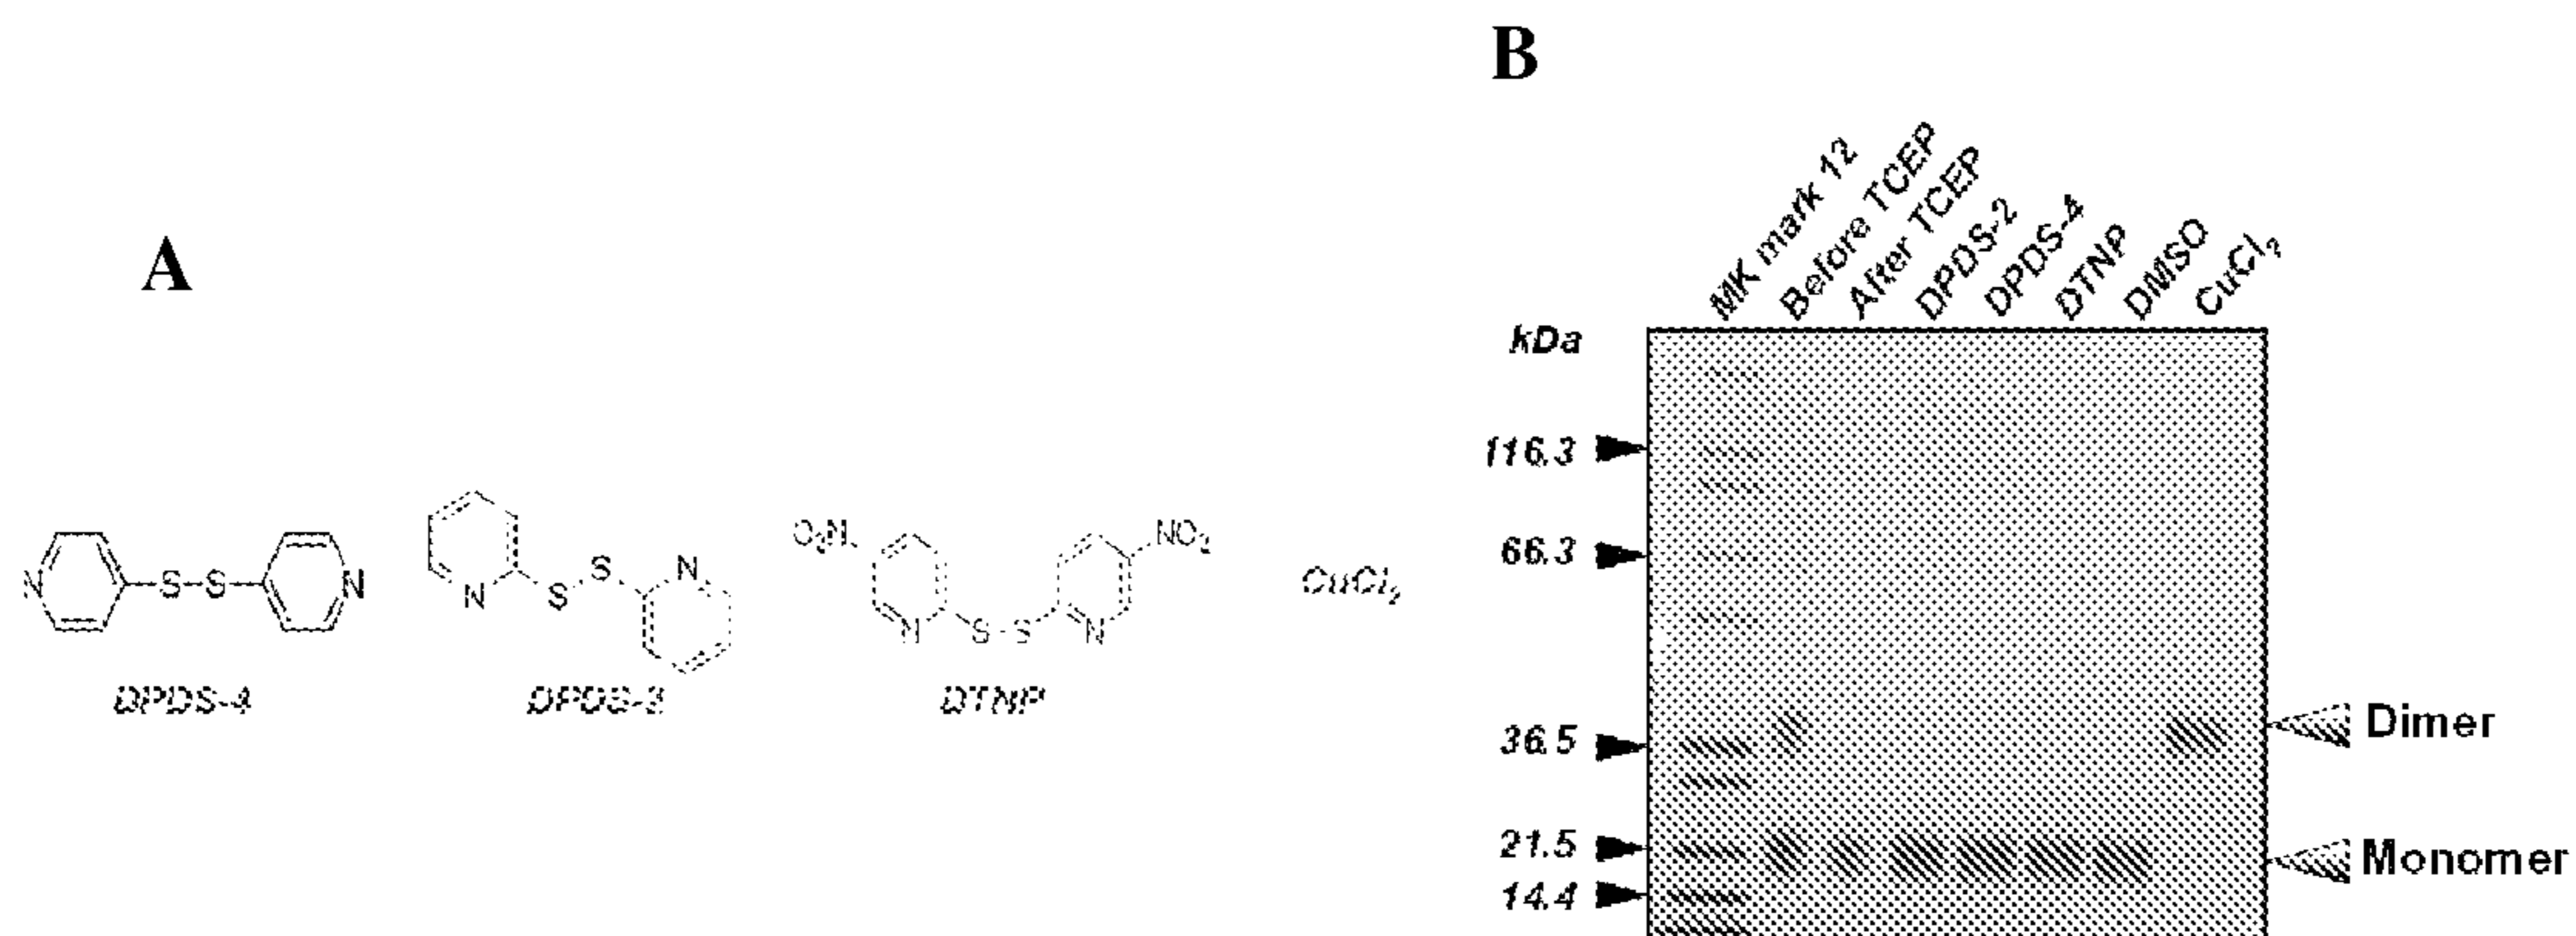 A
N
S-S
N
DPDS-4
N
S
S
N
DPDS-2
O₂N
N
S-S
N
NO₂
DTNP
CuCl₂
B
MK mark 12
Before TCEP
After TCEP
DPDS-2
DPDS-4
DTNP
DMSO
CuCl₂
kDa
116.3
66.3
36.5
21.5
14.4
Dimer
Monomer